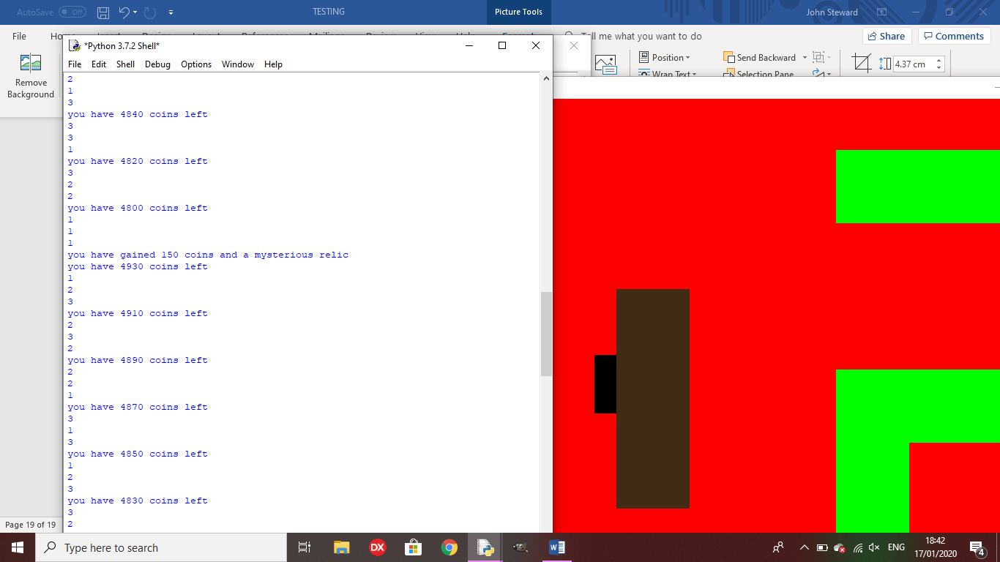 AutoSave Off
TESTING
Picture Tools
John Steward
File
Tell me what you want to do
Share
Comments
*Python 3.7.2 Shell*
File Edit Shell Debug Options Window Help
Remove
Background
Position
Wrap Text
Send Backward
Selection Pane
4.37 cm
2
1
3
you have 4840 coins left
3
3
1
you have 4820 coins left
3
2
2
you have 4800 coins left
1
1
1
you have gained 150 coins and a mysterious relic
you have 4930 coins left
1
2
3
you have 4910 coins left
2
3
2
you have 4890 coins left
2
2
1
you have 4870 coins left
3
1
3
you have 4850 coins left
1
2
3
you have 4830 coins left
3
2
Page 19 of 19
Type here to search
DX
W
ENG
18:42
17/01/2020
4